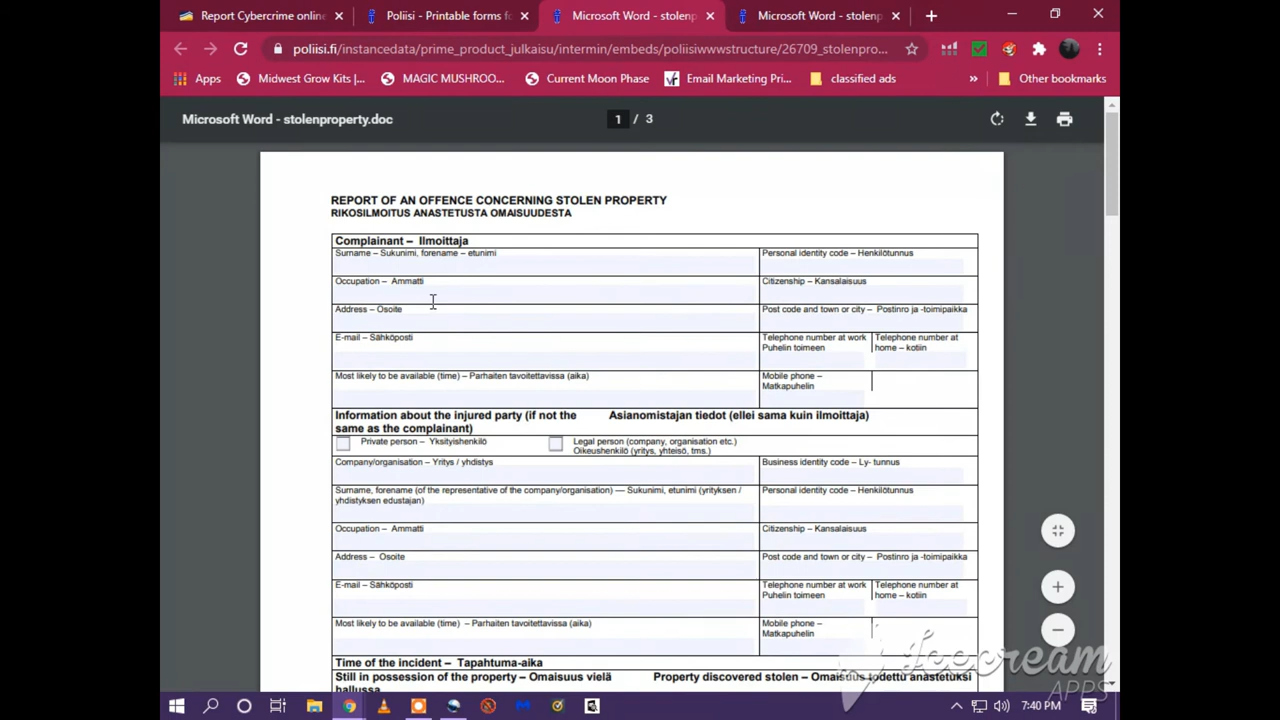 Report Cybercrime online
Poliisi - Printable forms f
Microsoft Word - stolenp
Microsoft Word - stolenp
poliisi.fi/instancedata/prime_product_julkaisu/intermin/embeds/poliisiwwwstructure/26709_stolenpro...
Apps
Midwest Grow Kits |...
MAGIC MUSHROO...
Current Moon Phase
Email Marketing Pri...
classified ads
»
Other bookmarks
Microsoft Word - stolenproperty.doc
1 / 3
REPORT OF AN OFFENCE CONCERNING STOLEN PROPERTY
RIKOSILMOITUS ANASTETUSTA OMAISUUDESTA
Complainant – Ilmoittaja
Surname – Sukunimi, forename – etunimi
Personal identity code – Henkilötunnus
Occupation – Ammatti
Citizenship – Kansalaisuus
Address – Osoite
Post code and town or city – Postinro ja -toimipaikka
E-mail – Sähköposti
Telephone number at work
Puhelin toimeen
Telephone number at
home – kotiin
Most likely to be available (time) – Parhaiten tavoitettavissa (aika)
Mobile phone –
Matkapuhelin
Information about the injured party (if not the
same as the complainant)
Asianomistajan tiedot (ellei sama kuin ilmoittaja)
Private person – Yksityishenkilö
Legal person (company, organisation etc.)
Oikeushenkilö (yritys, yhteisö, tms.)
Company/organisation – Yritys / yhdistys
Business identity code – Ly- tunnus
Surname, forename (of the representative of the company/organisation) — Sukunimi, etunimi (yrityksen /
yhdistyksen edustajan)
Personal identity code – Henkilötunnus
Occupation – Ammatti
Citizenship – Kansalaisuus
Address – Osoite
Post code and town or city – Postinro ja -toimipaikka
E-mail – Sähköposti
Telephone number at work
Puhelin toimeen
Telephone number at
home – kotiin
Most likely to be available (time) – Parhaiten tavoitettavissa (aika)
Mobile phone –
Matkapuhelin
Time of the incident – Tapahtuma-aika
Still in possession of the property – Omaisuus vielä
hallussa
Property discovered stolen – Omaisuus todettu anastetuksi
Icecream
APPS
7:40 PM